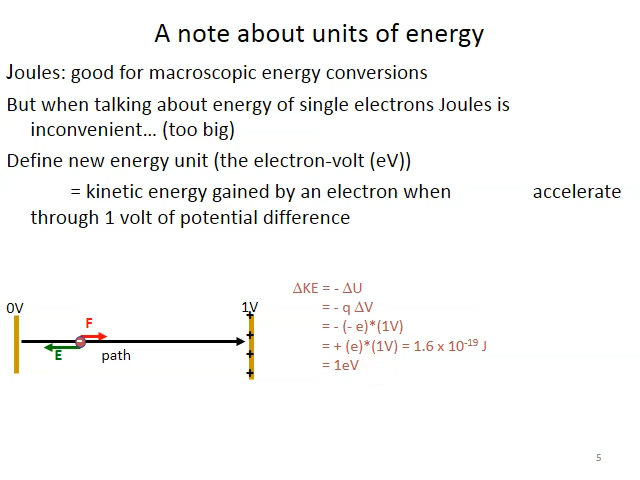 A note about units of energy
Joules: good for macroscopic energy conversions
But when talking about energy of single electrons Joules is
inconvenient… (too big)
Define new energy unit (the electron-volt (eV))
= kinetic energy gained by an electron when accelerate
through 1 volt of potential difference
0V
1V
F
E
path
+
+
+
+
-
ΔKE = - ΔU
= - q ΔV
= - (- e)*(1V)
= + (e)*(1V) = 1.6 x 10⁻¹⁹ J
= 1eV
5